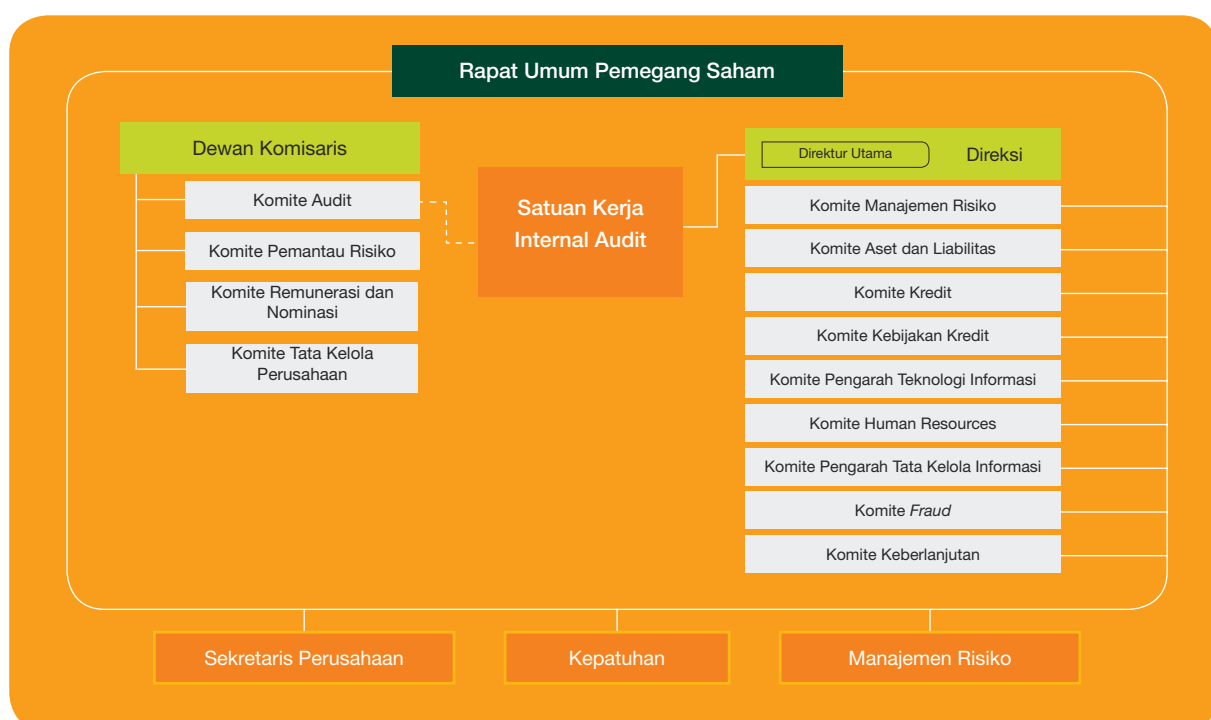 Rapat Umum Pemegang Saham
Dewan Komisaris
Komite Audit
Komite Pemantau Risiko
Komite Remunerasi dan
Nominasi
Komite Tata Kelola
Perusahaan
Satuan Kerja
Internal Audit
Direktur Utama
Direksi
Komite Manajemen Risiko
Komite Aset dan Liabilitas
Komite Kredit
Komite Kebijakan Kredit
Komite Pengarah Teknologi Informasi
Komite Human Resources
Komite Pengarah Tata Kelola Informasi
Komite Fraud
Komite Keberlanjutan
Sekretaris Perusahaan
Kepatuhan
Manajemen Risiko